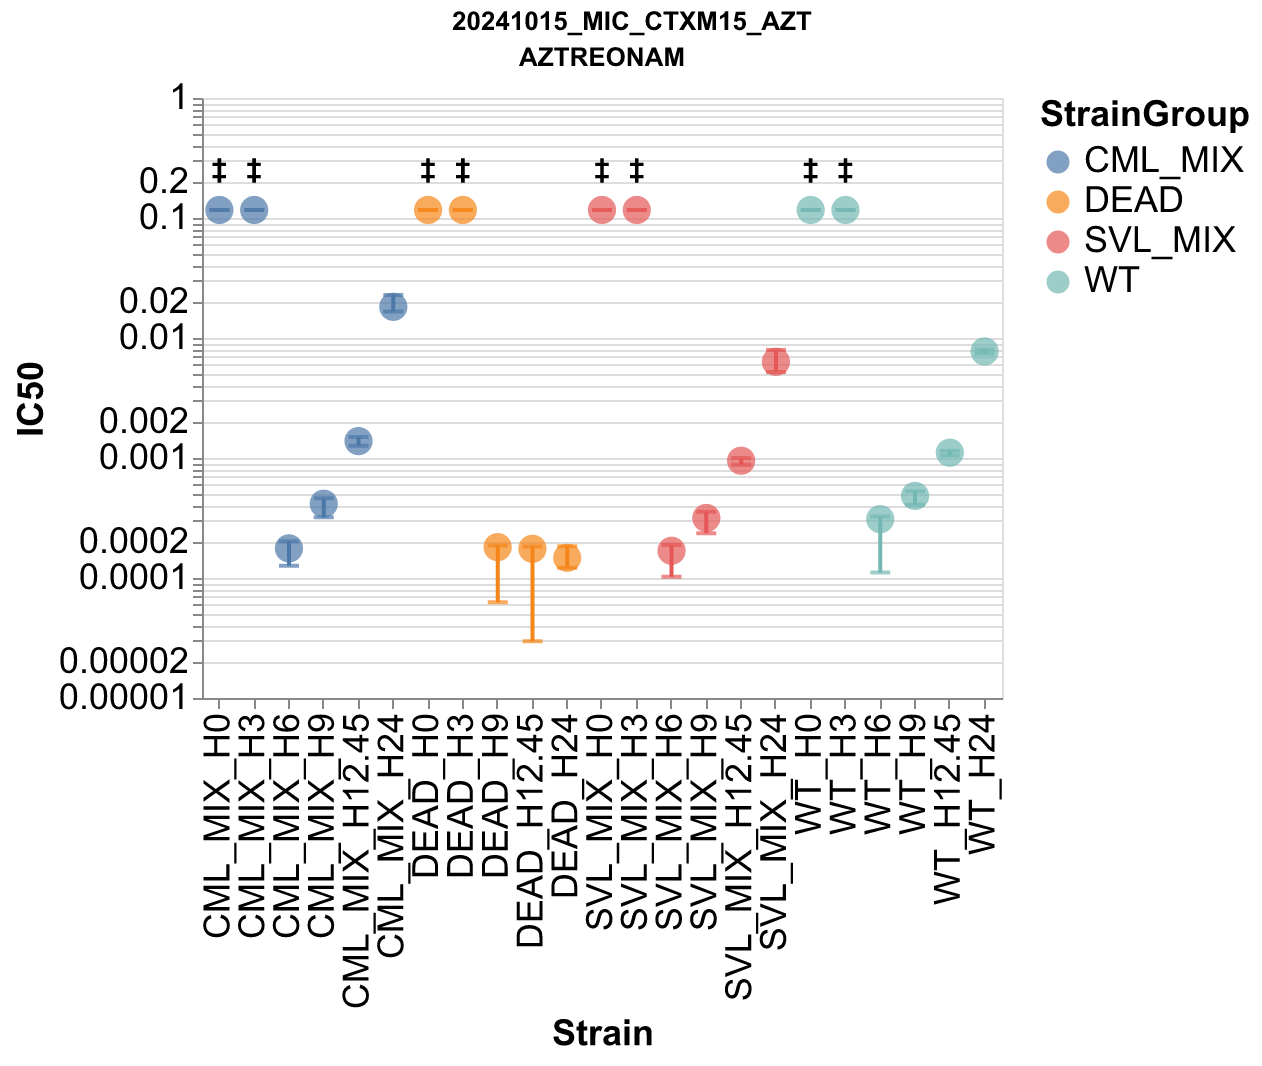 20241015_MIC_CTXM15_AZT
AZTREONAM
StrainGroup
CML_MIX
DEAD
SVL_MIX
WT
1
0.2
0.1
0.02
0.01
0.002
0.001
0.0002
0.0001
0.00002
0.00001
‡ ‡ ‡ ‡ ‡ ‡ ‡ ‡
IC50
CML_MIX_H0
CML_MIX_H3
CML_MIX_H6
CML_MIX_H9
CML_MIX_H12.45
CML_MIX_H24
DEAD_H0
DEAD_H3
DEAD_H9
DEAD_H12.45
DEAD_H24
SVL_MIX_H0
SVL_MIX_H3
SVL_MIX_H6
SVL_MIX_H9
SVL_MIX_H12.45
SVL_MIX_H24
WT_H0
WT_H3
WT_H6
WT_H9
WT_H12.45
WT_H24
Strain